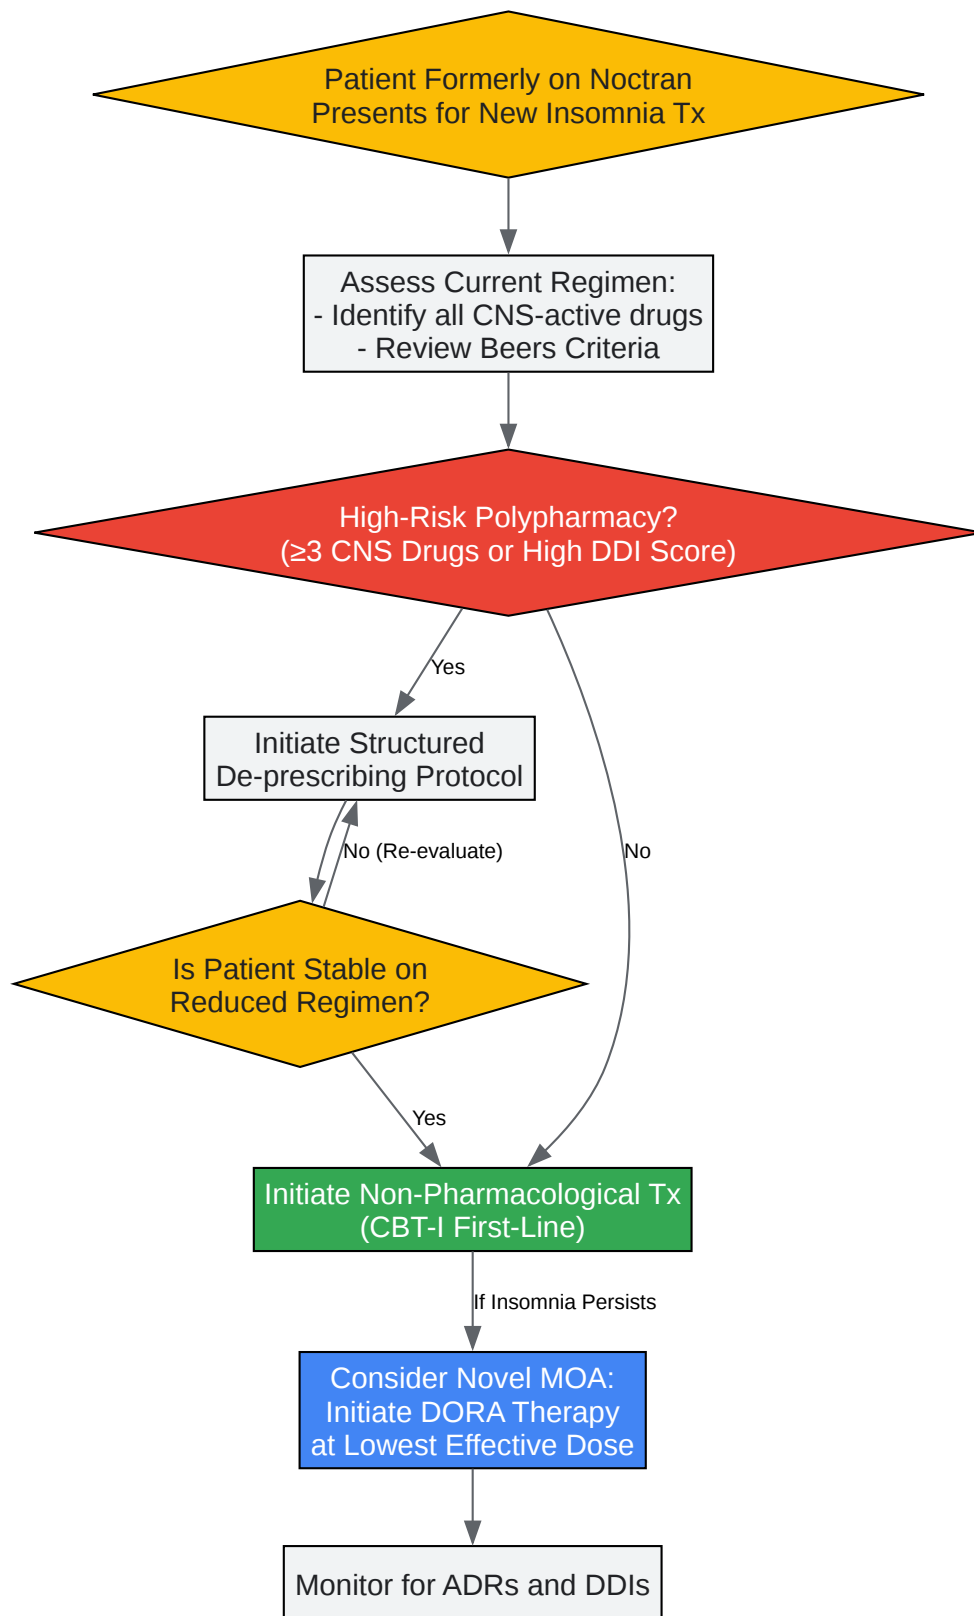 Patient Formerly on Noctran
Presents for New Insomnia Tx
Assess Current Regimen:
- Identify all CNS-active drugs
- Review Beers Criteria
High-Risk Polypharmacy?
(≥3 CNS Drugs or High DDI Score)
Yes
Initiate Structured
De-prescribing Protocol
No (Re-evaluate)
No
Is Patient Stable on
Reduced Regimen?
Yes
Initiate Non-Pharmacological Tx
(CBT-I First-Line)
If Insomnia Persists
Consider Novel MOA:
Initiate DORA Therapy
at Lowest Effective Dose
Monitor for ADRs and DDIs